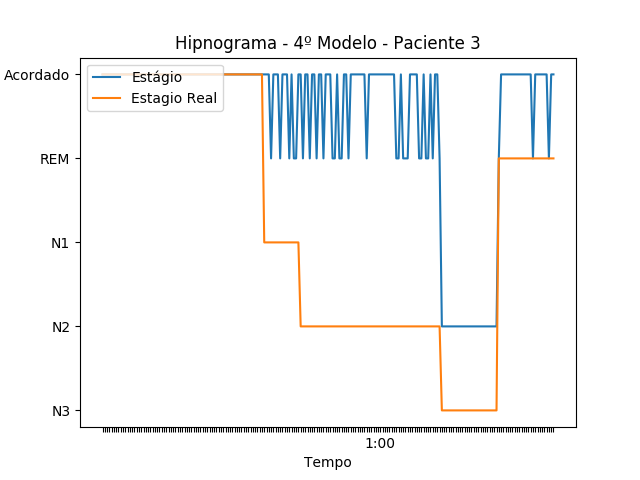 Hipnograma - 4º Modelo - Paciente 3
Estágio
Estagio Real
Acordado
REM
N1
N2
N3
1:00
Tempo